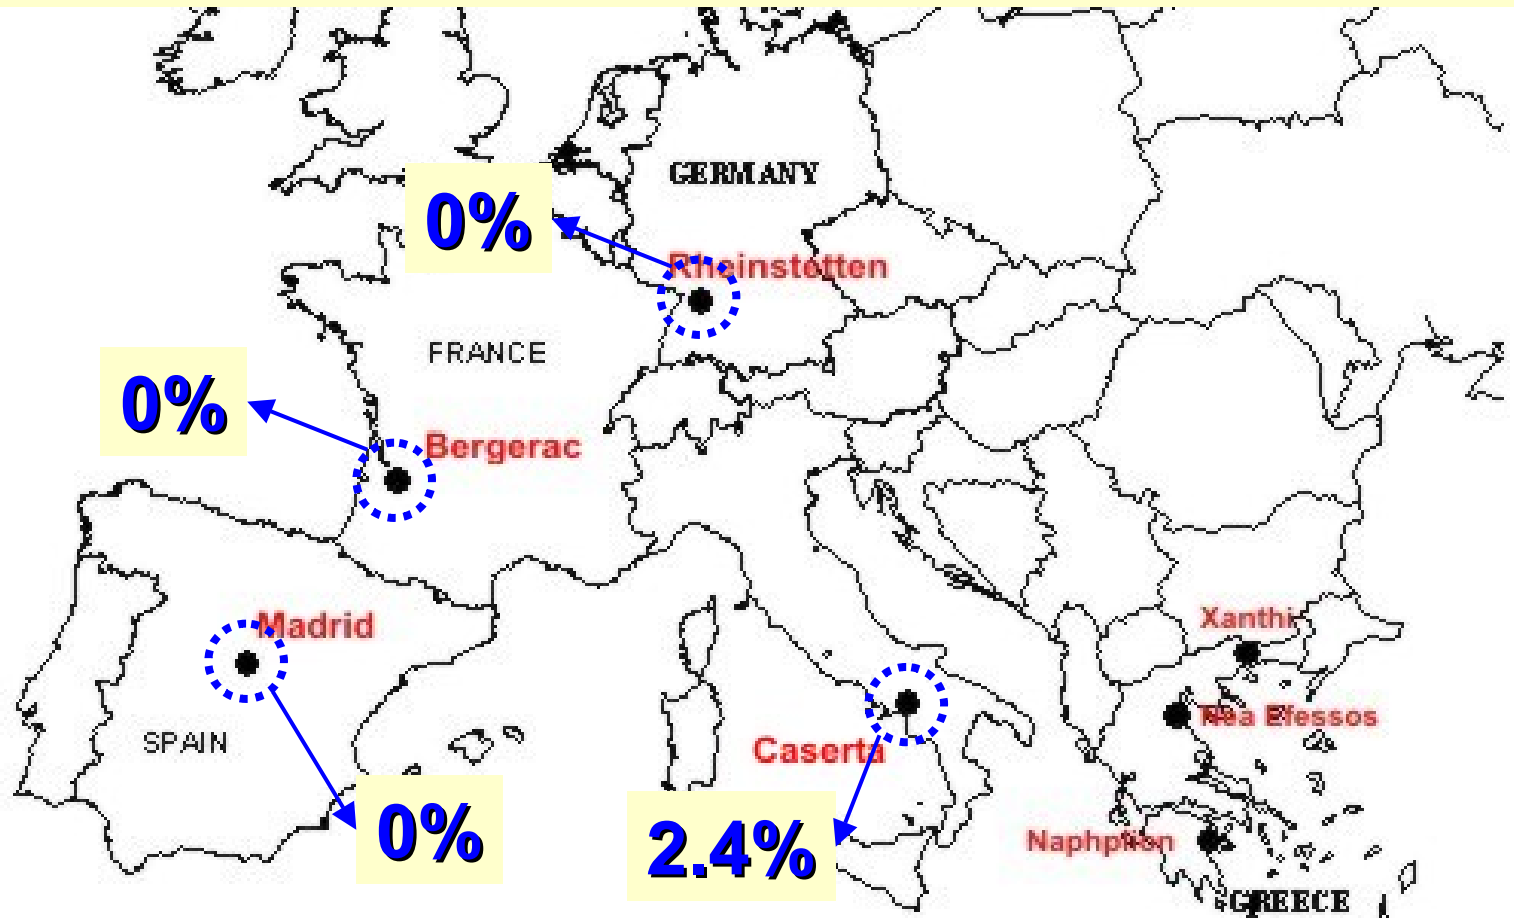 GERMANY
0%
Rheinstetten
FRANCE
0%
Bergerac
Madrid
Xanthi
Nea Efessos
SPAIN
Caserta
0%
2.4%
Naphplion
GREECE